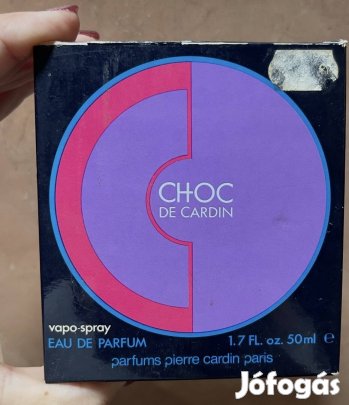 CHOC
DE CARDIN
vapo-spray
EAU DE PARFUM 1.7 FL. oz. 50ml e
parfums pierre cardin paris
Jófogás